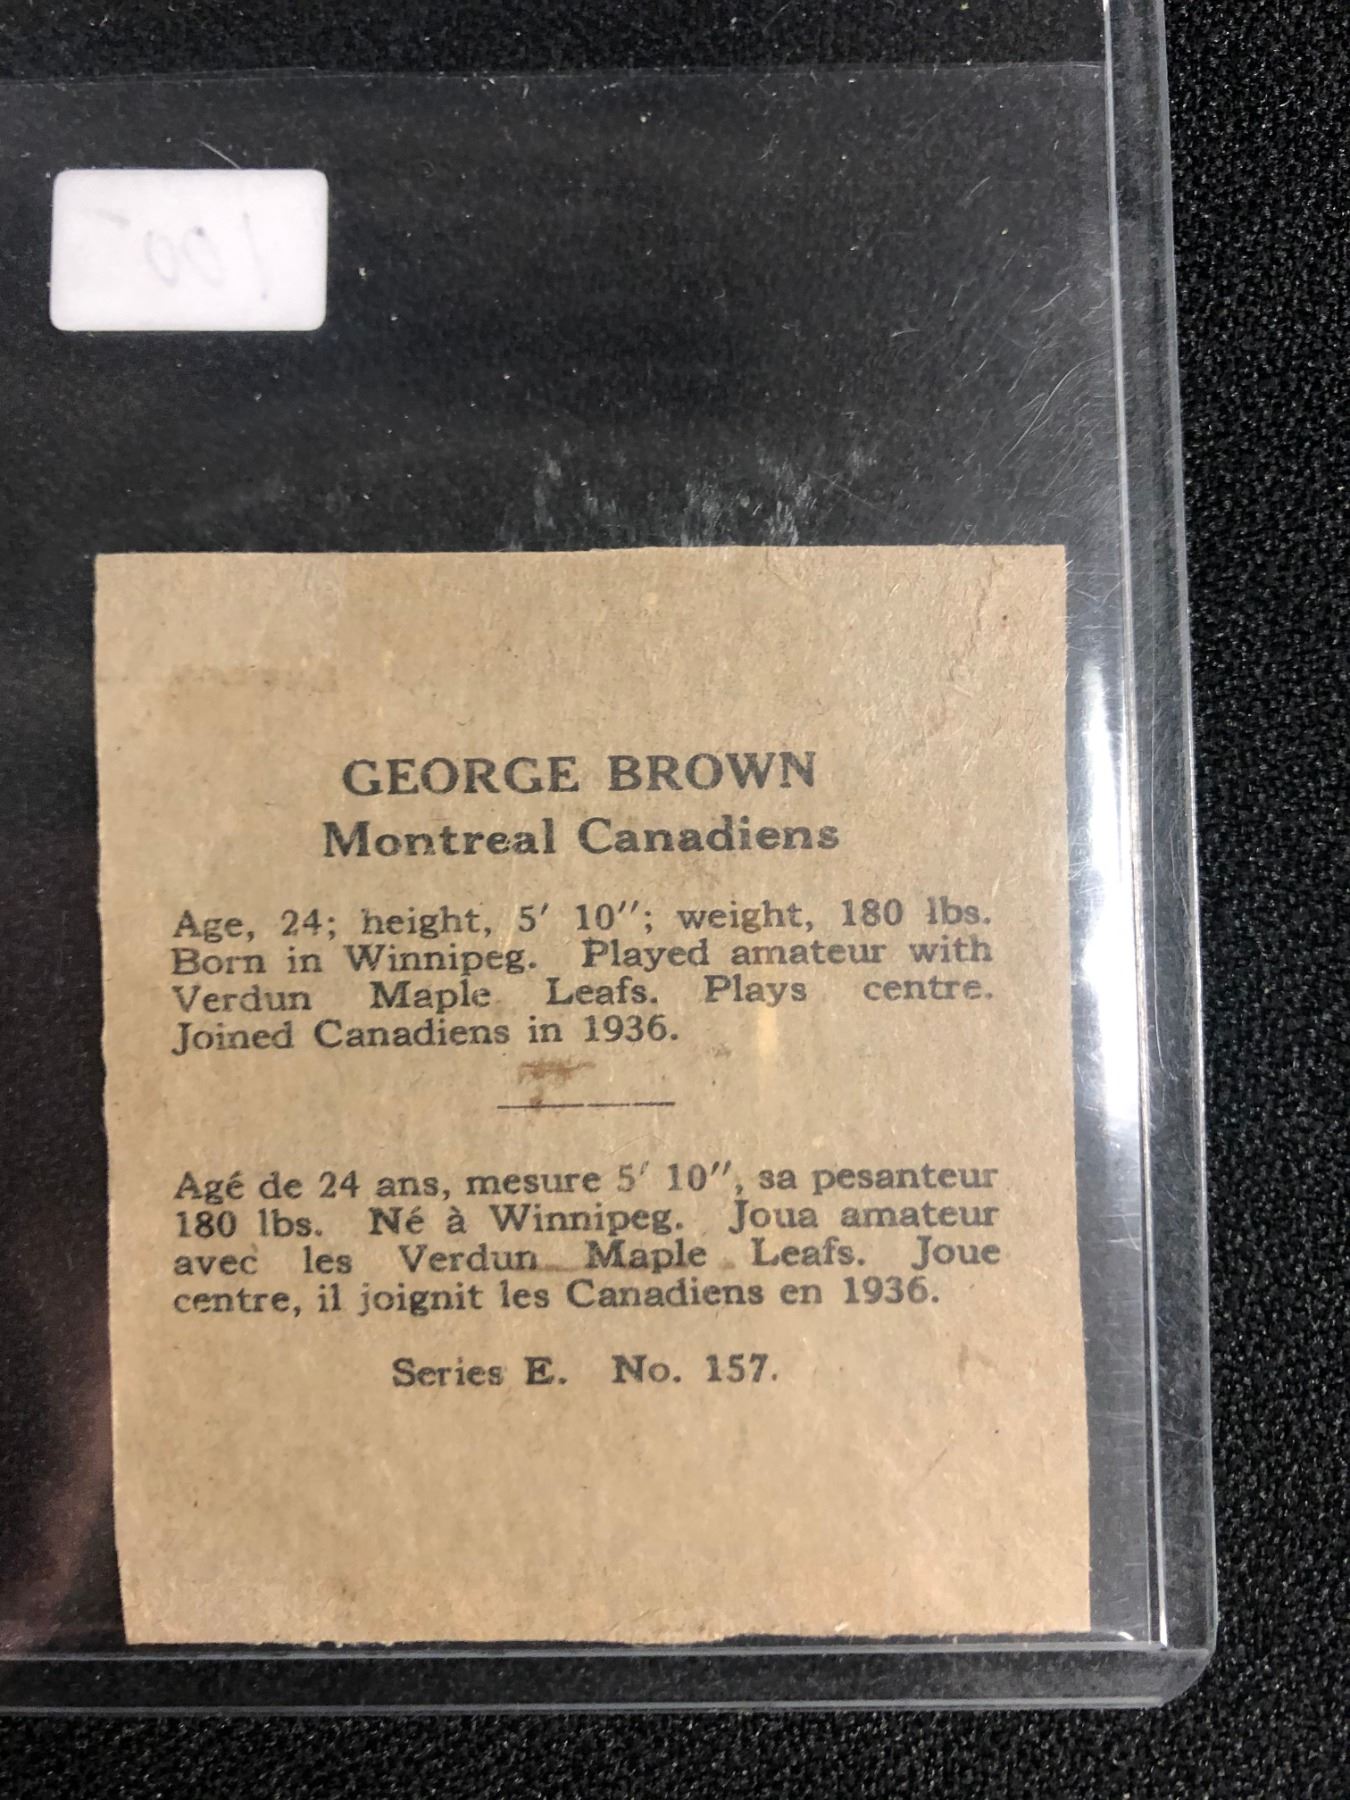 100-
GEORGE BROWN
Montreal Canadiens
Age, 24; height, 5' 10"; weight, 180 lbs.
Born in Winnipeg. Played amateur with
Verdun Maple Leafs. Plays centre.
Joined Canadiens in 1936.
Agé de 24 ans, mesure 5' 10", sa pesanteur
180 lbs. Né à Winnipeg. Joua amateur
avec les Verdun Maple Leafs. Joue
centre, il joignit les Canadiens en 1936.
Series E. No. 157.